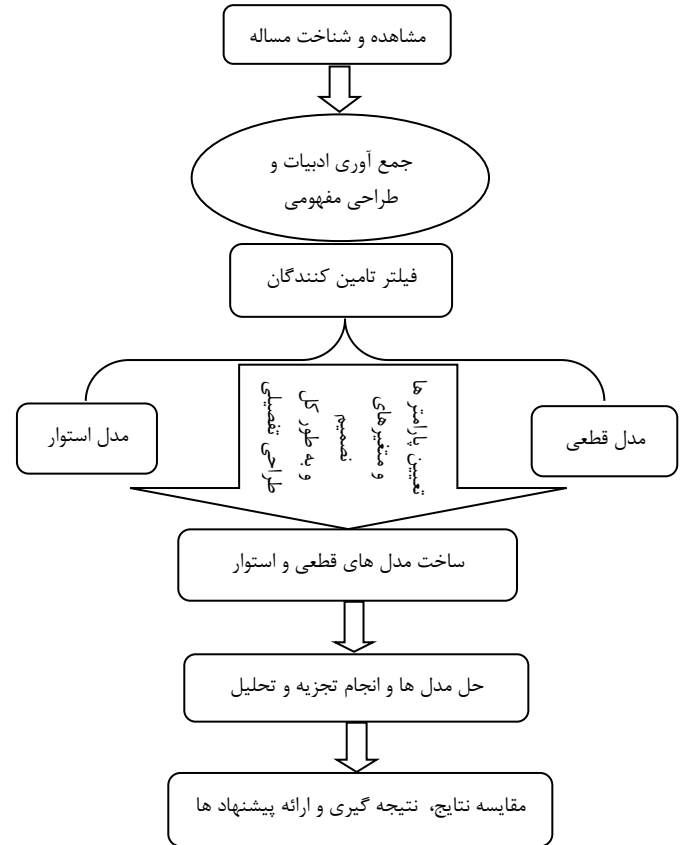 مشاهده و شناخت مساله
جمع آوری ادبیات و
طراحی مفهومی
فیلتر تامین کنندگان
مدل قطعی
مدل استوار
تعیین پارامتر ها
و متغیرهای
تصمیم
و به طور کل
طراحی تفصیلی
ساخت مدل های قطعی و استوار
حل مدل ها و انجام تجزیه و تحلیل
مقایسه نتایج، نتیجه گیری و ارائه پیشنهاد ها